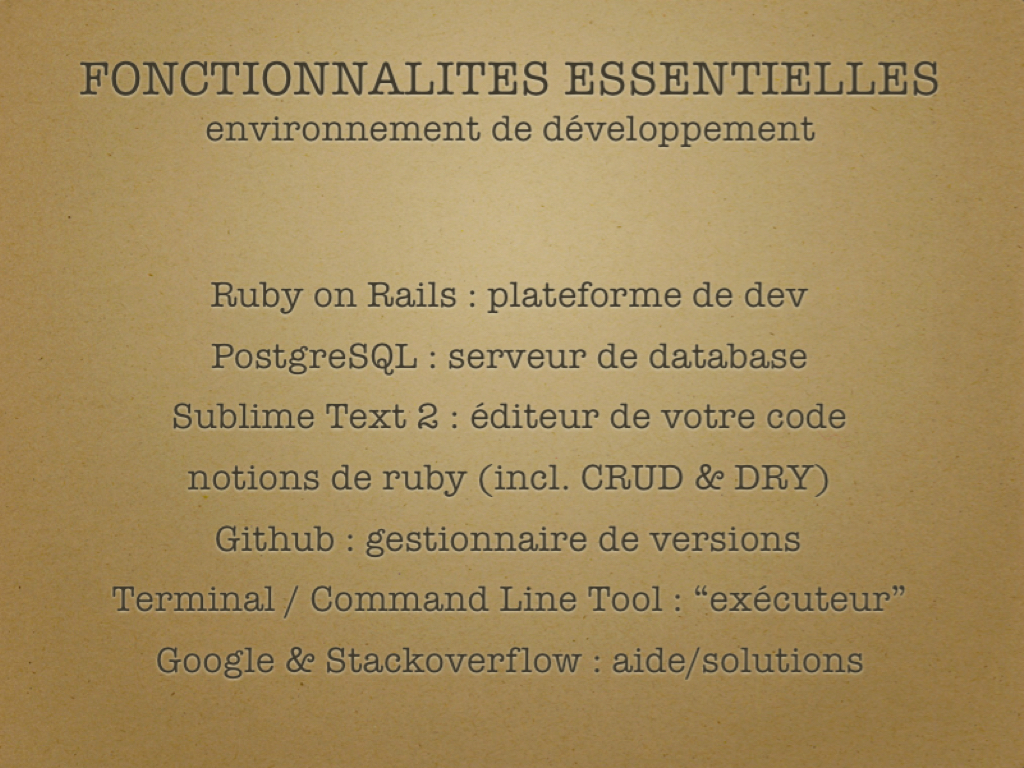 FONCTIONNALITES ESSENTIELLES
environnement de développement
Ruby on Rails : plateforme de dev
PostgreSQL : serveur de database
Sublime Text 2 : éditeur de votre code
notions de ruby (incl. CRUD & DRY)
Github : gestionnaire de versions
Terminal / Command Line Tool : “exécuteur”
Google & Stackoverflow : aide/solutions